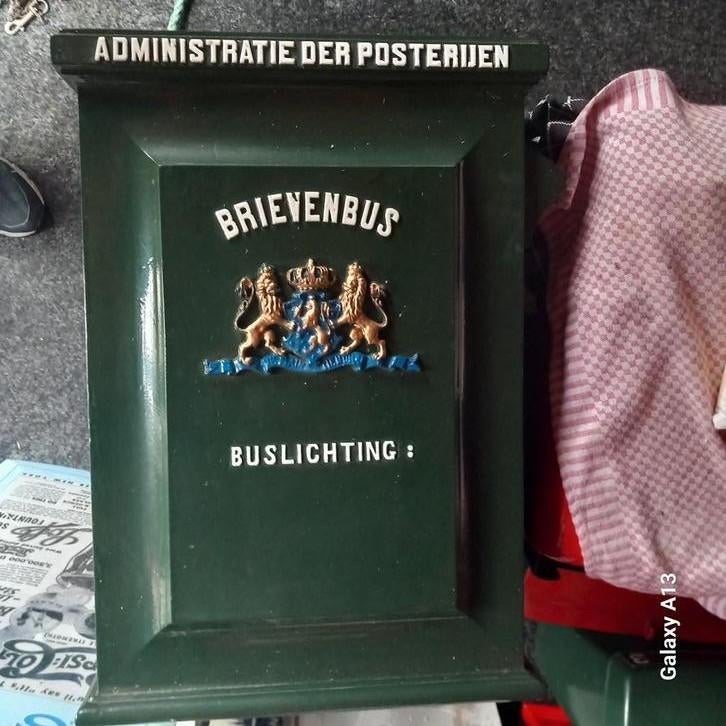 ADMINISTRATIE DER POSTERIJEN
BRIEVENBUS
BUSLICHTING :
Galaxy A13